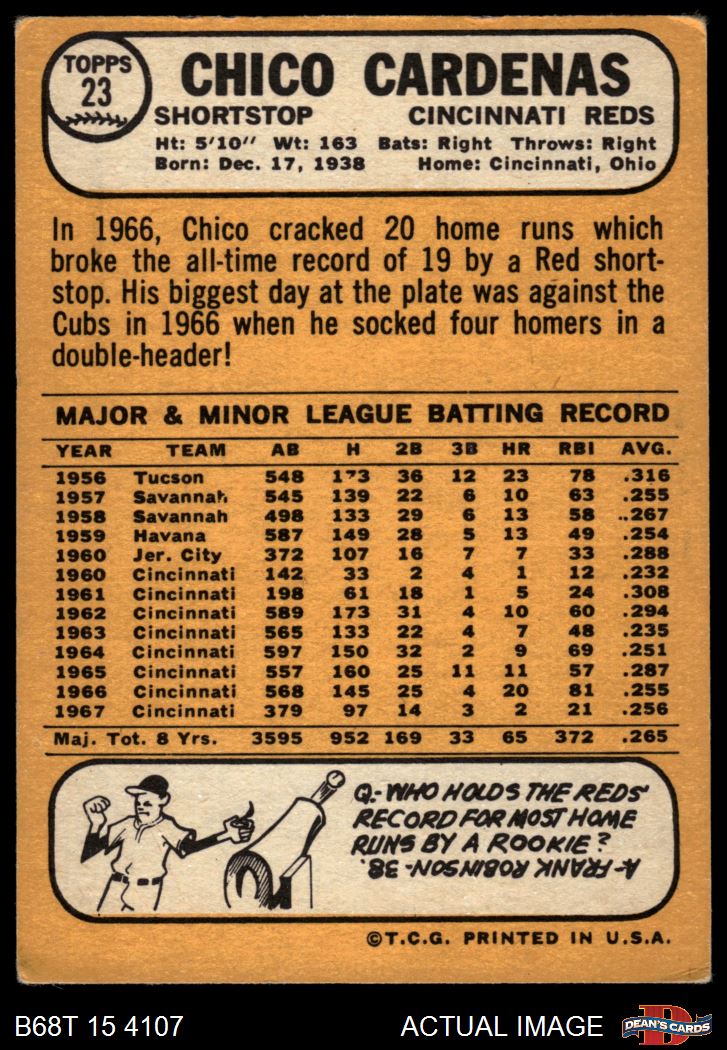 TOPPS
23
CHICO CARDENAS
SHORTSTOP CINCINNATI REDS
Ht: 5'10" Wt: 163 Bats: Right Throws: Right
Born: Dec. 17, 1938 Home: Cincinnati, Ohio
In 1966, Chico cracked 20 home runs which
broke the all-time record of 19 by a Red short-
stop. His biggest day at the plate was against the
Cubs in 1966 when he socked four homers in a
double-header!
MAJOR & MINOR LEAGUE BATTING RECORD
YEAR TEAM AB H 2B 3B HR RBI AVG.
1956 Tucson 548 173 36 12 23 78 .316
1957 Savannah 545 139 22 6 10 63 .255
1958 Savannah 498 133 29 6 13 58 .267
1959 Havana 587 149 28 5 13 49 .254
1960 Jer. City 372 107 16 7 7 33 .288
1960 Cincinnati 142 33 2 4 1 12 .232
1961 Cincinnati 198 61 18 1 5 24 .308
1962 Cincinnati 589 173 31 4 10 60 .294
1963 Cincinnati 565 133 22 4 7 48 .235
1964 Cincinnati 597 150 32 2 9 69 .251
1965 Cincinnati 557 160 25 11 11 57 .287
1966 Cincinnati 568 145 25 4 20 81 .255
1967 Cincinnati 379 97 14 3 2 21 .256
Maj. Tot. 8 Yrs. 3595 952 169 33 65 372 .265
Q.-WHO HOLDS THE REDS'
RECORD FOR MOST HOME
RUNS BY A ROOKIE?
A-FRANK ROBINSON-38.
©T.C.G. PRINTED IN U.S.A.
B68T 15 4107 ACTUAL IMAGE D DEAN'S CARDS